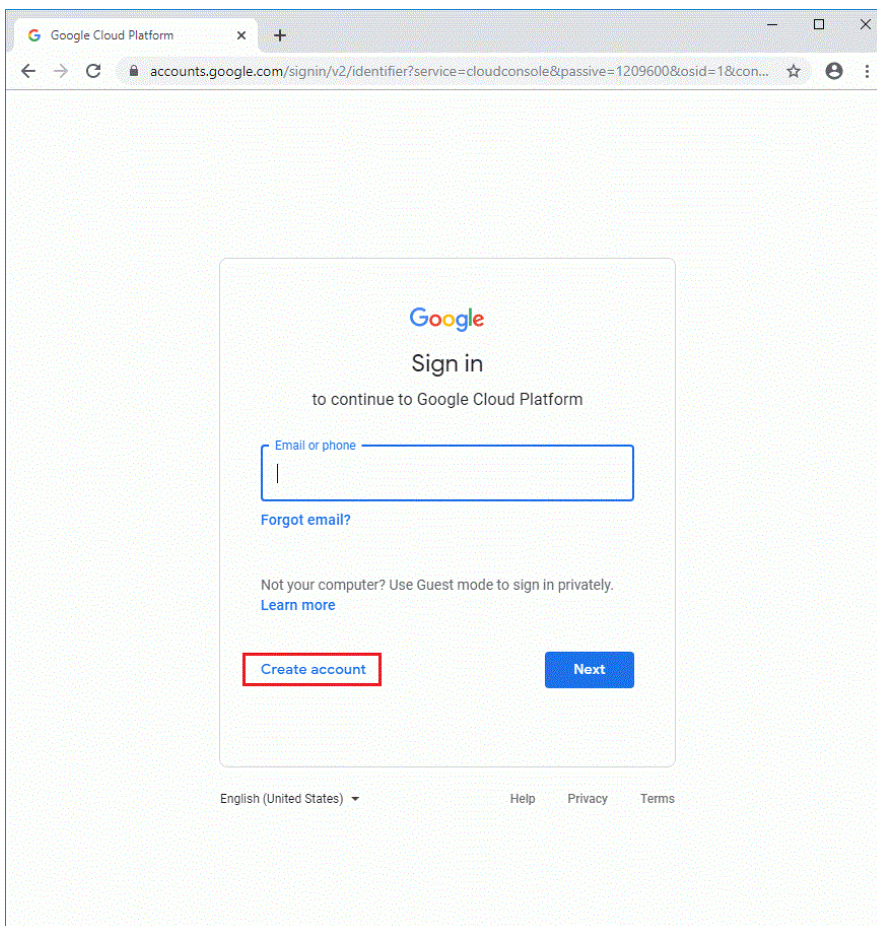 Google Cloud Platform
accounts.google.com/signin/v2/identifier?service=cloudconsole&passive=1209600&osid=1&con...
Google
Sign in
to continue to Google Cloud Platform
Email or phone
Forgot email?
Not your computer? Use Guest mode to sign in privately.
Learn more
Create account Next
English (United States) Help Privacy Terms